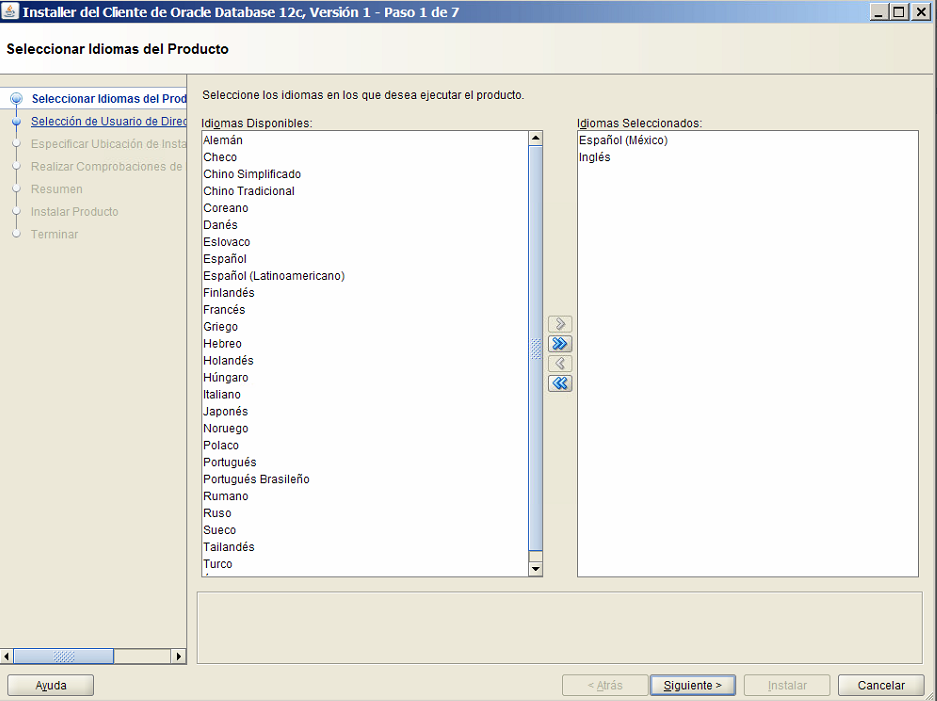 Installer del Cliente de Oracle Database 12c, Versión 1 - Paso 1 de 7
Seleccionar Idiomas del Producto
Seleccionar Idiomas del Prod
Selección de Usuario de Direc
Especificar Ubicación de Insta
Realizar Comprobaciones de
Resumen
Instalar Producto
Terminar
Seleccione los idiomas en los que desea ejecutar el producto.
Idiomas Disponibles:
Alemán
Checo
Chino Simplificado
Chino Tradicional
Coreano
Danés
Eslovaco
Español
Español (Latinoamericano)
Finlandés
Francés
Griego
Hebreo
Holandés
Húngaro
Italiano
Japonés
Noruego
Polaco
Portugués
Portugués Brasileño
Rumano
Ruso
Sueco
Tailandés
Turco
Idiomas Seleccionados:
Español (México)
Inglés
Ayuda
< Atrás
Siguiente >
Instalar
Cancelar